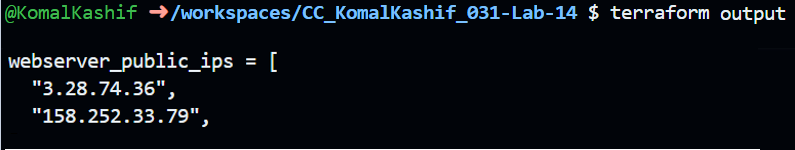 @KomalKashif ➜/workspaces/CC_KomalKashif_031-Lab-14 $ terraform output
webserver_public_ips = [
"3.28.74.36",
"158.252.33.79",